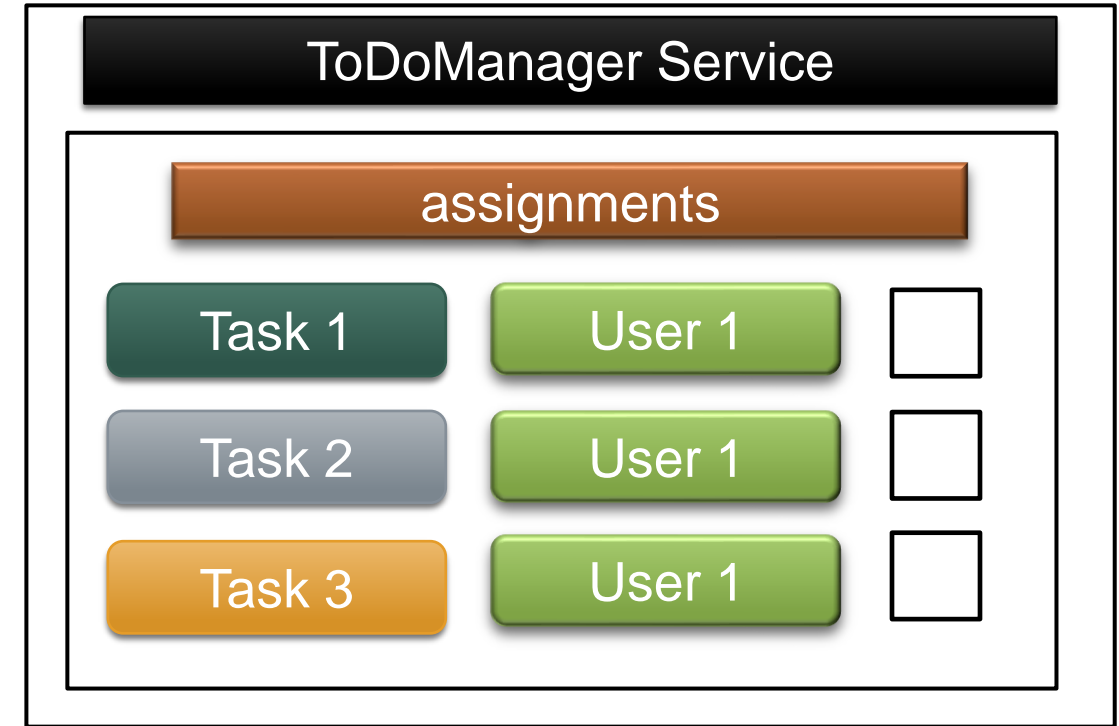 ToDoManager Service
assignments
Task 1 User 1
Task 2 User 1
Task 3 User 1